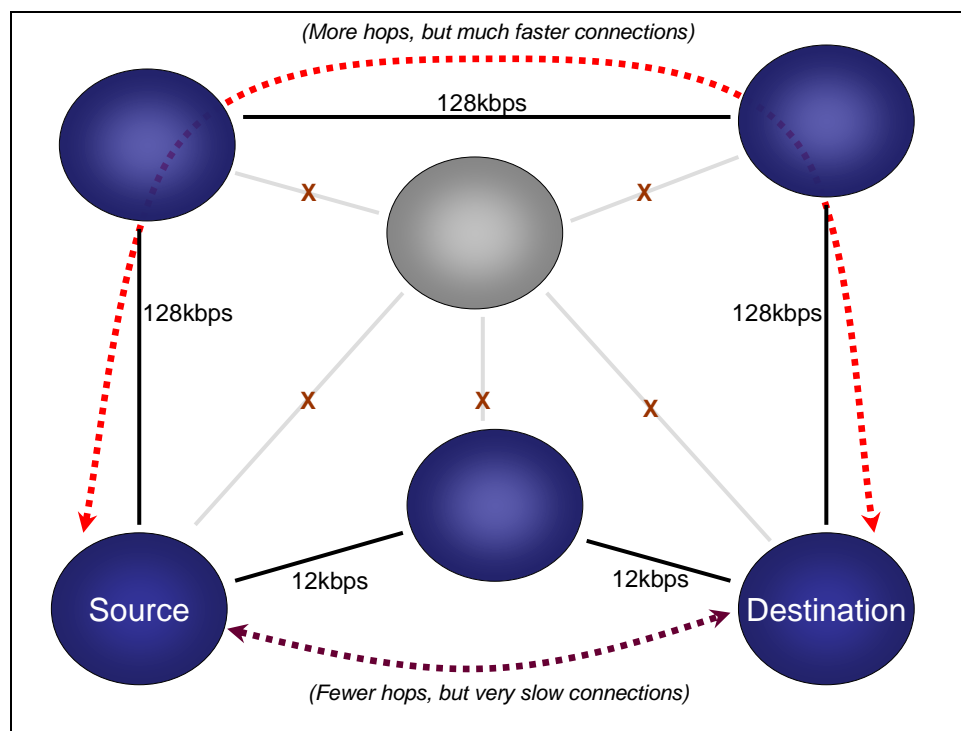 (More hops, but much faster connections)
128kbps
X
X
128kbps
128kbps
X
X
X
12kbps
12kbps
Source
Destination
(Fewer hops, but very slow connections)